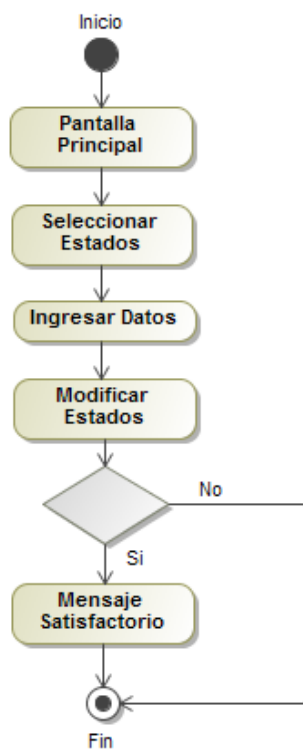 Inicio
Pantalla
Principal
Seleccionar
Estados
Ingresar Datos
Modificar
Estados
No
Si
Mensaje
Satisfactorio
Fin